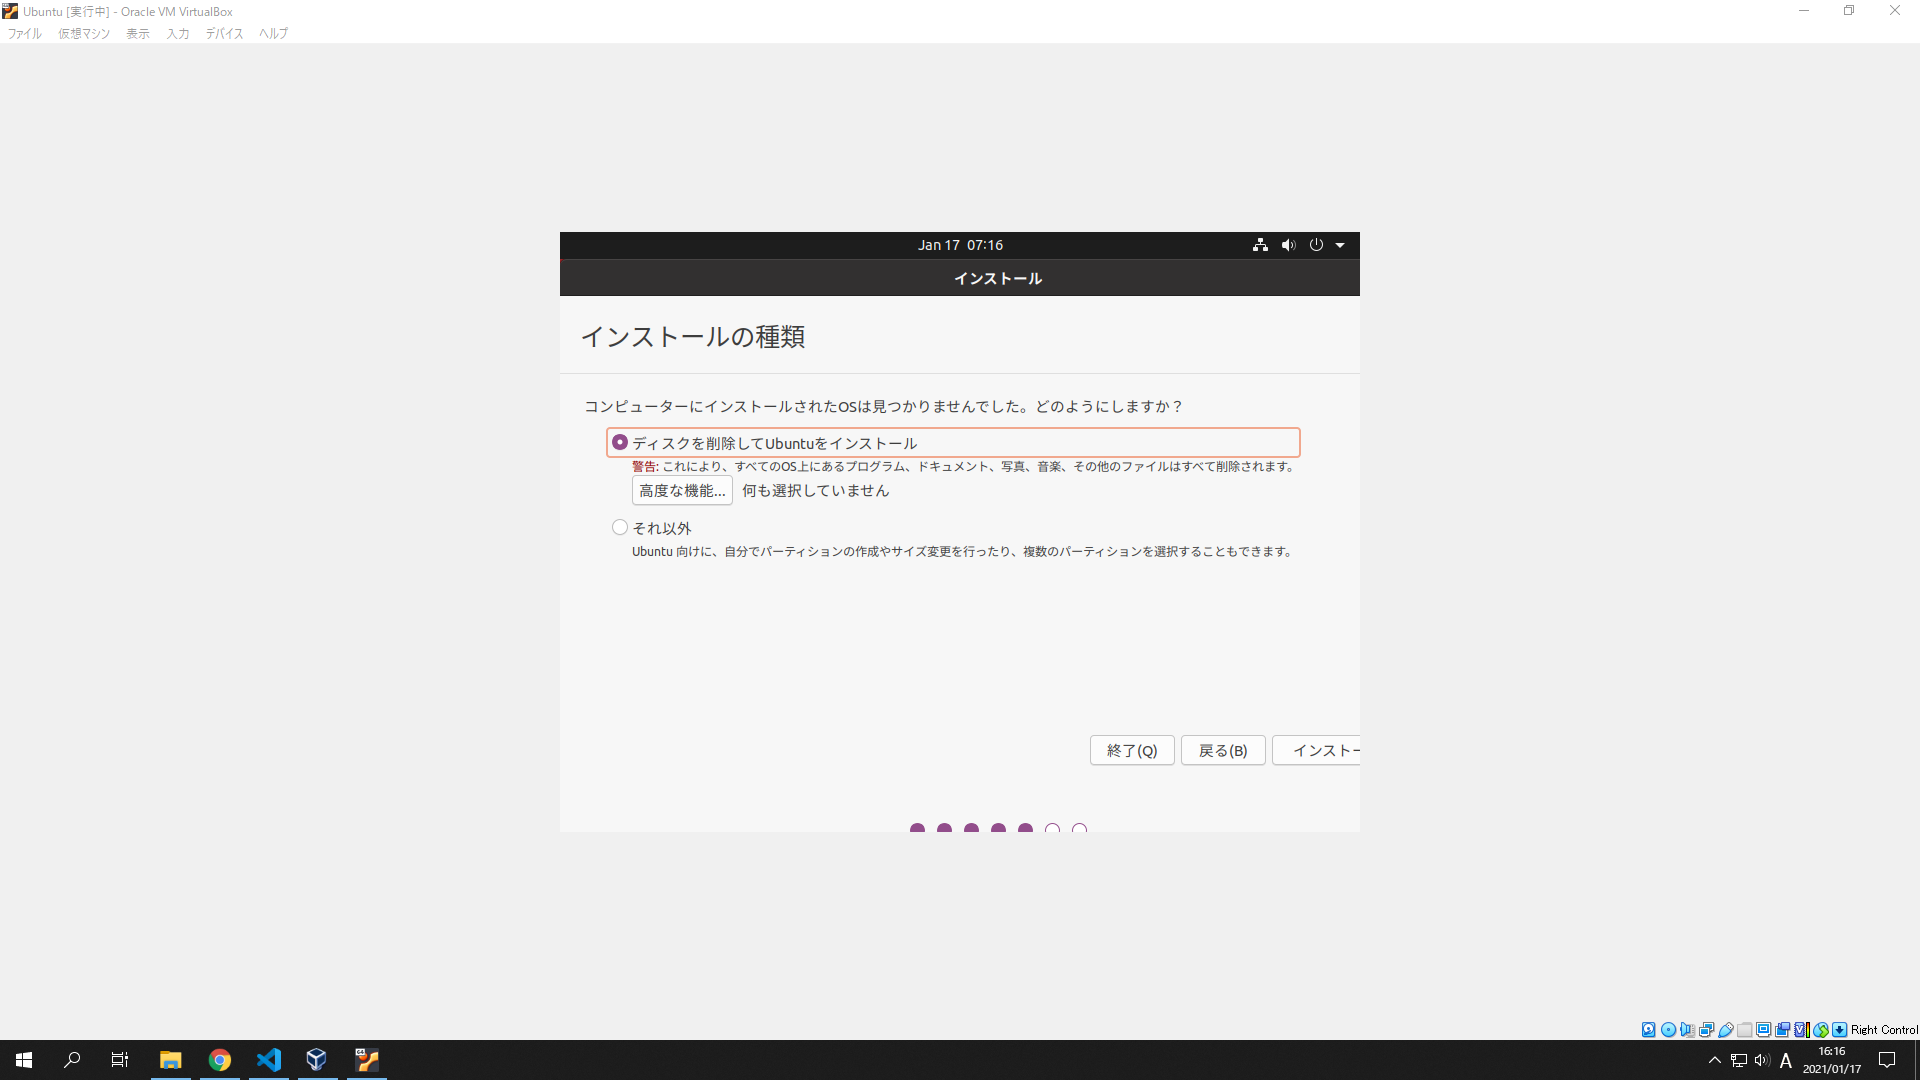 Ubuntu [実行中] - Oracle VM VirtualBox
ファイル 仮想マシン 表示 入力 デバイス ヘルプ
Jan 17 07:16
インストール
インストールの種類
コンピューターにインストールされたOSは見つかりませんでした。どのようにしますか？
ディスクを削除してUbuntuをインストール
警告: これにより、すべてのOS上にあるプログラム、ドキュメント、写真、音楽、その他のファイルはすべて削除されます。
高度な機能... 何も選択していません
それ以外
Ubuntu 向けに、自分でパーティションの作成やサイズ変更を行ったり、複数のパーティションを選択することもできます。
終了(Q) 戻る(B) インストー
Right Control
A 16:16
2021/01/17